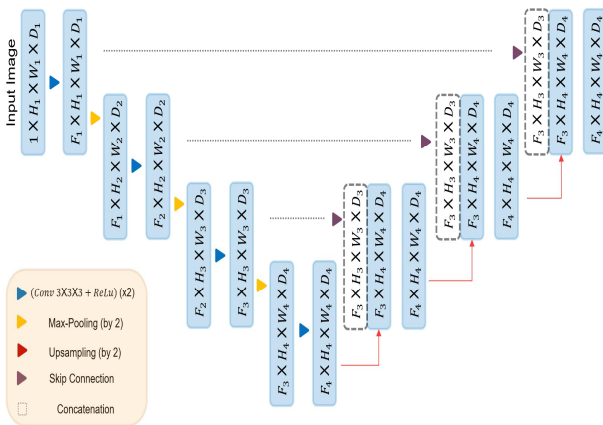 Input Image
1 × H₁ × W₁ × D₁
F₁ × H₁ × W₁ × D₁
F₁ × H₂ × W₂ × D₂
F₂ × H₂ × W₂ × D₂
F₂ × H₃ × W₃ × D₃
F₃ × H₃ × W₃ × D₃
F₃ × H₄ × W₄ × D₄
F₄ × H₄ × W₄ × D₄
F₃ × H₃ × W₃ × D₃
F₃ × H₄ × W₄ × D₄
F₄ × H₄ × W₄ × D₄
F₃ × H₃ × W₃ × D₃
F₃ × H₄ × W₄ × D₄
F₄ × H₄ × W₄ × D₄
F₃ × H₃ × W₃ × D₃
F₃ × H₄ × W₄ × D₄
F₄ × H₄ × W₄ × D₄
(Conv 3X3X3 + ReLu) (x2)
Max-Pooling (by 2)
Upsampling (by 2)
Skip Connection
Concatenation